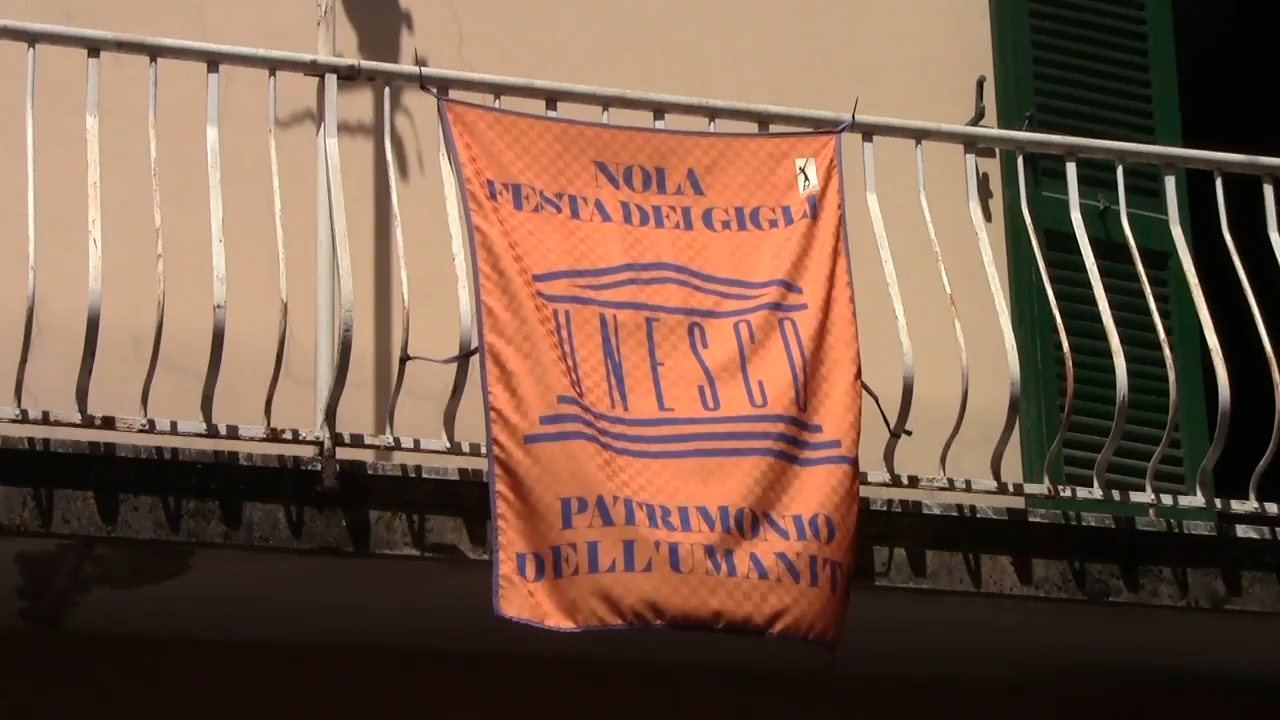 NOLA
FESTA DEI GIGLI
UNESCO
PATRIMONIO
DELL'UMANIT